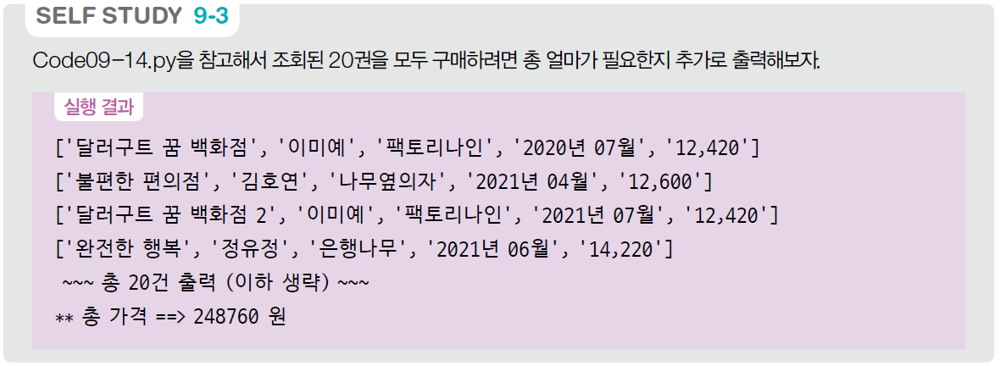 SELF STUDY 9-3
Code09-14.py을 참고해서 조회된 20권을 모두 구매하려면 총 얼마가 필요한지 추가로 출력해보자.
실행 결과
['달러구트 꿈 백화점', '이미예', '팩토리나인', '2020년 07월', '12,420']
['불편한 편의점', '김호연', '나무옆의자', '2021년 04월', '12,600']
['달러구트 꿈 백화점 2', '이미예', '팩토리나인', '2021년 07월', '12,420']
['완전한 행복', '정유정', '은행나무', '2021년 06월', '14,220']
~~~ 총 20건 출력 (이하 생략) ~~~
** 총 가격 ==> 248760 원